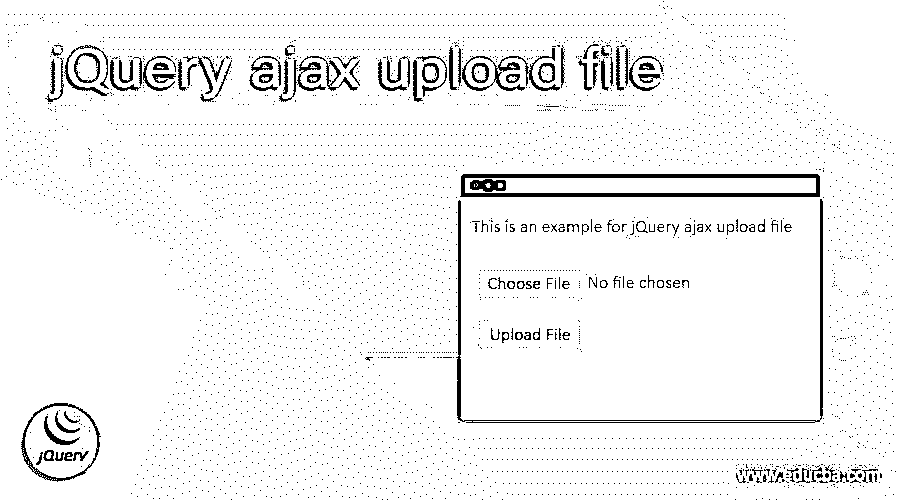 jQuery ajax upload file
This is an example for jQuery ajax upload file
Choose File No file chosen
Upload File
jQuery
www.educba.com